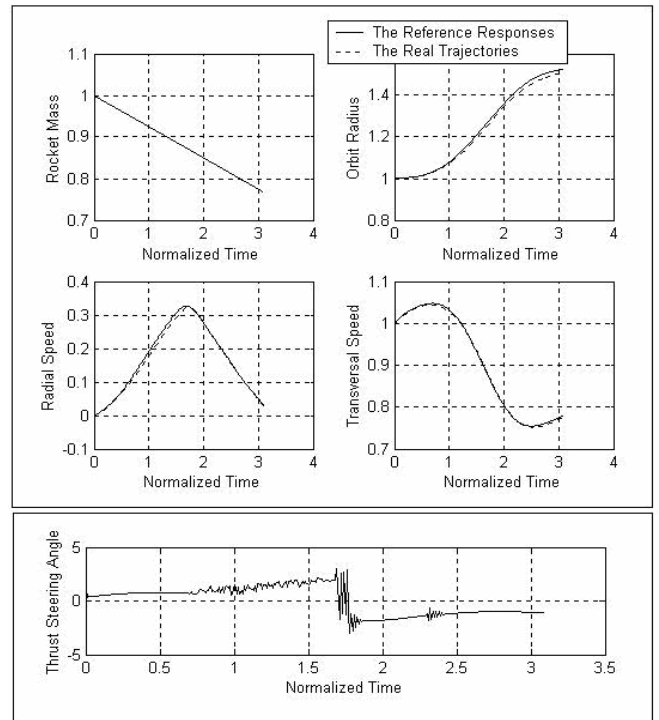 The Reference Responses
The Real Trajectories
1.1
1
0.9
0.8
0.7
Rocket Mass
0 1 2 3 4
Normalized Time
1.4
1.2
1
0.8
Orbit Radius
0 1 2 3 4
Normalized Time
0.4
0.3
0.2
0.1
0
-0.1
Radial Speed
0 1 2 3 4
Normalized Time
1.1
1
0.9
0.8
0.7
Transversal Speed
0 1 2 3 4
Normalized Time
5
0
-5
Thrust Steering Angle
0 0.5 1 1.5 2 2.5 3 3.5
Normalized Time